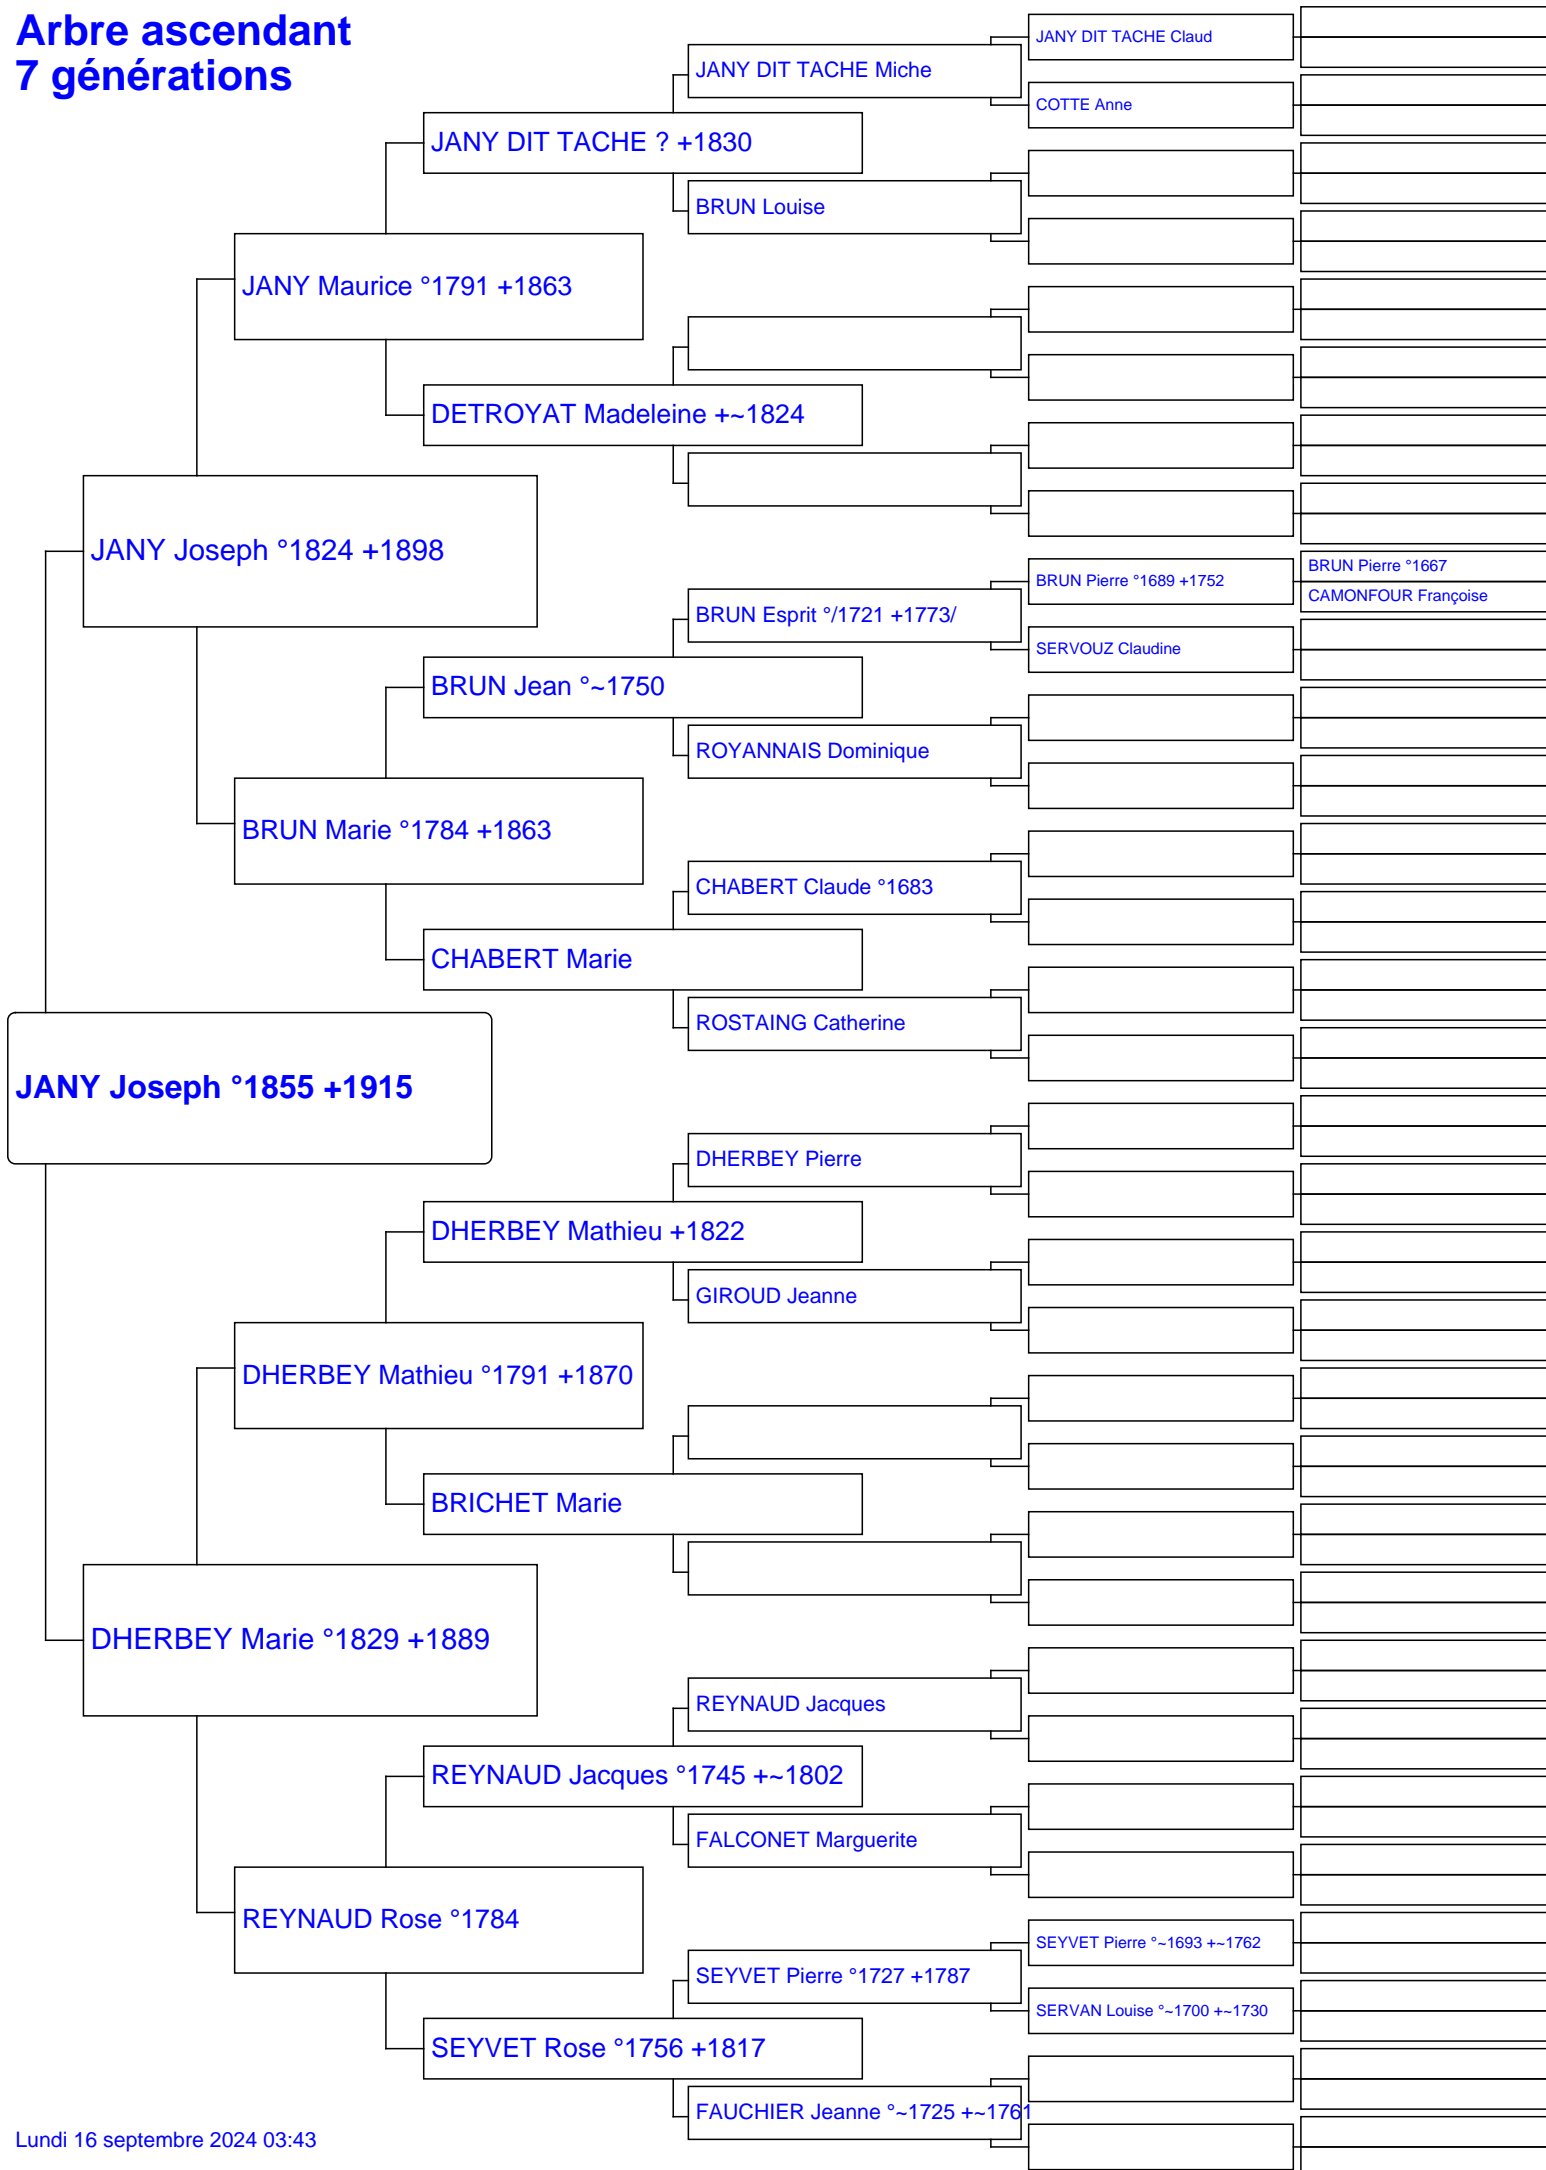 Arbre ascendant
7 générations
JANY DIT TACHE Claud
JANY DIT TACHE Miche
COTTE Anne
JANY DIT TACHE ? +1830
BRUN Louise
JANY Maurice °1791 +1863
DETROYAT Madeleine +~1824
JANY Joseph °1824 +1898
BRUN Pierre °1667
BRUN Pierre °1689 +1752
CAMONFOUR Françoise
BRUN Esprit °/1721 +1773/
SERVOUZ Claudine
BRUN Jean °~1750
ROYANNAIS Dominique
BRUN Marie °1784 +1863
CHABERT Claude °1683
CHABERT Marie
ROSTAING Catherine
JANY Joseph °1855 +1915
DHERBEY Pierre
DHERBEY Mathieu +1822
GIROUD Jeanne
DHERBEY Mathieu °1791 +1870
BRICHET Marie
DHERBEY Marie °1829 +1889
REYNAUD Jacques
REYNAUD Jacques °1745 +~1802
FALCONET Marguerite
REYNAUD Rose °1784
SEYVET Pierre °~1693 +~1762
SEYVET Pierre °1727 +1787
SERVAN Louise °~1700 +~1730
SEYVET Rose °1756 +1817
FAUCHIER Jeanne °~1725 +~1761
Lundi 16 septembre 2024 03:43